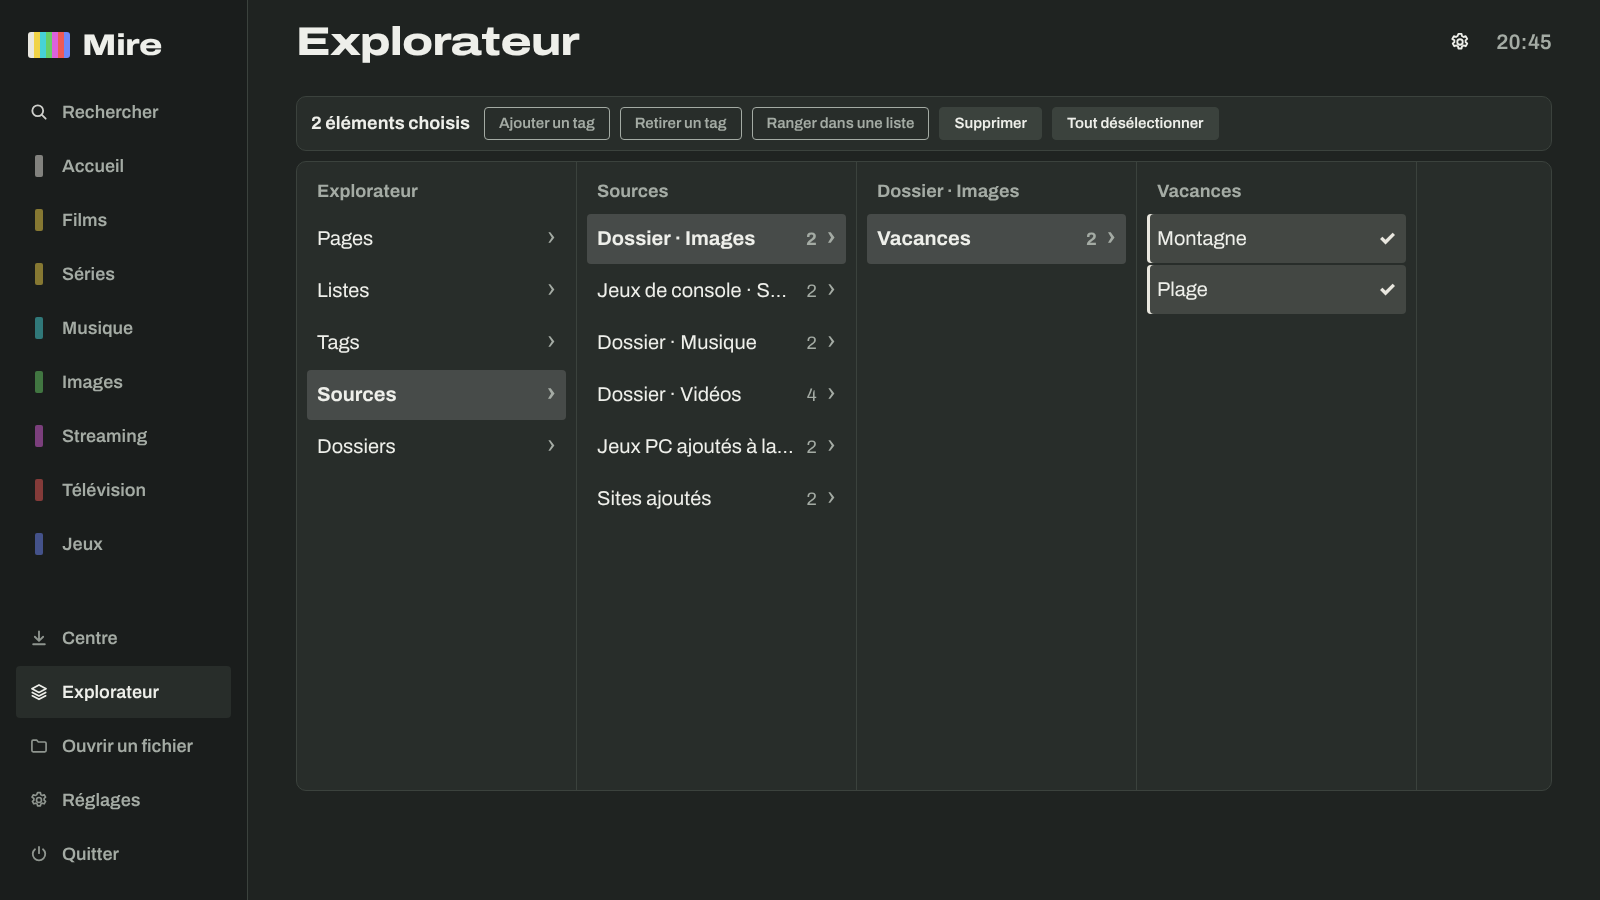 Mire
Rechercher
Accueil
Films
Séries
Musique
Images
Streaming
Télévision
Jeux
Centre
Explorateur
Ouvrir un fichier
Réglages
Quitter
Explorateur
20:45
2 éléments choisis
Ajouter un tag
Retirer un tag
Ranger dans une liste
Supprimer
Tout désélectionner
Explorateur
Pages
Listes
Tags
Sources
Dossiers
Sources
Dossier · Images 2
Jeux de console · S... 2
Dossier · Musique 2
Dossier · Vidéos 4
Jeux PC ajoutés à la... 2
Sites ajoutés 2
Dossier · Images
Vacances 2
Vacances
Montagne
Plage